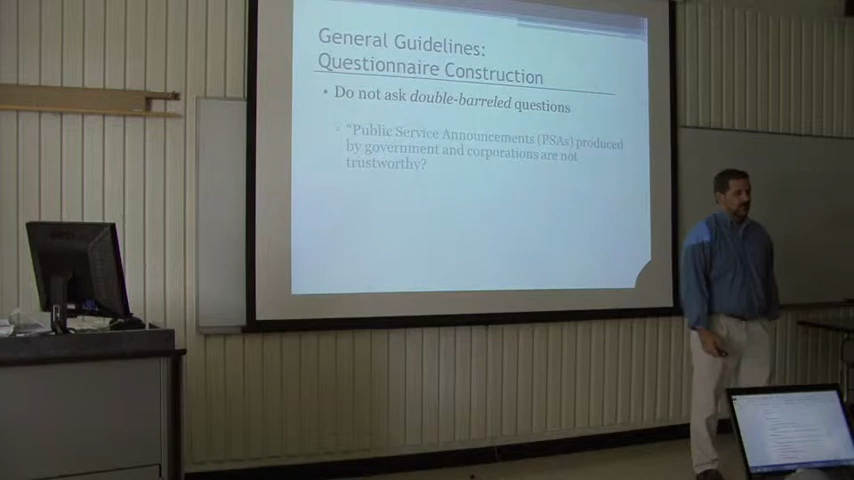 General Guidelines:
Questionnaire Construction
• Do not ask double-barreled questions
▫ "Public Service Announcements (PSAs) produced
by government and corporations are not
trustworthy?